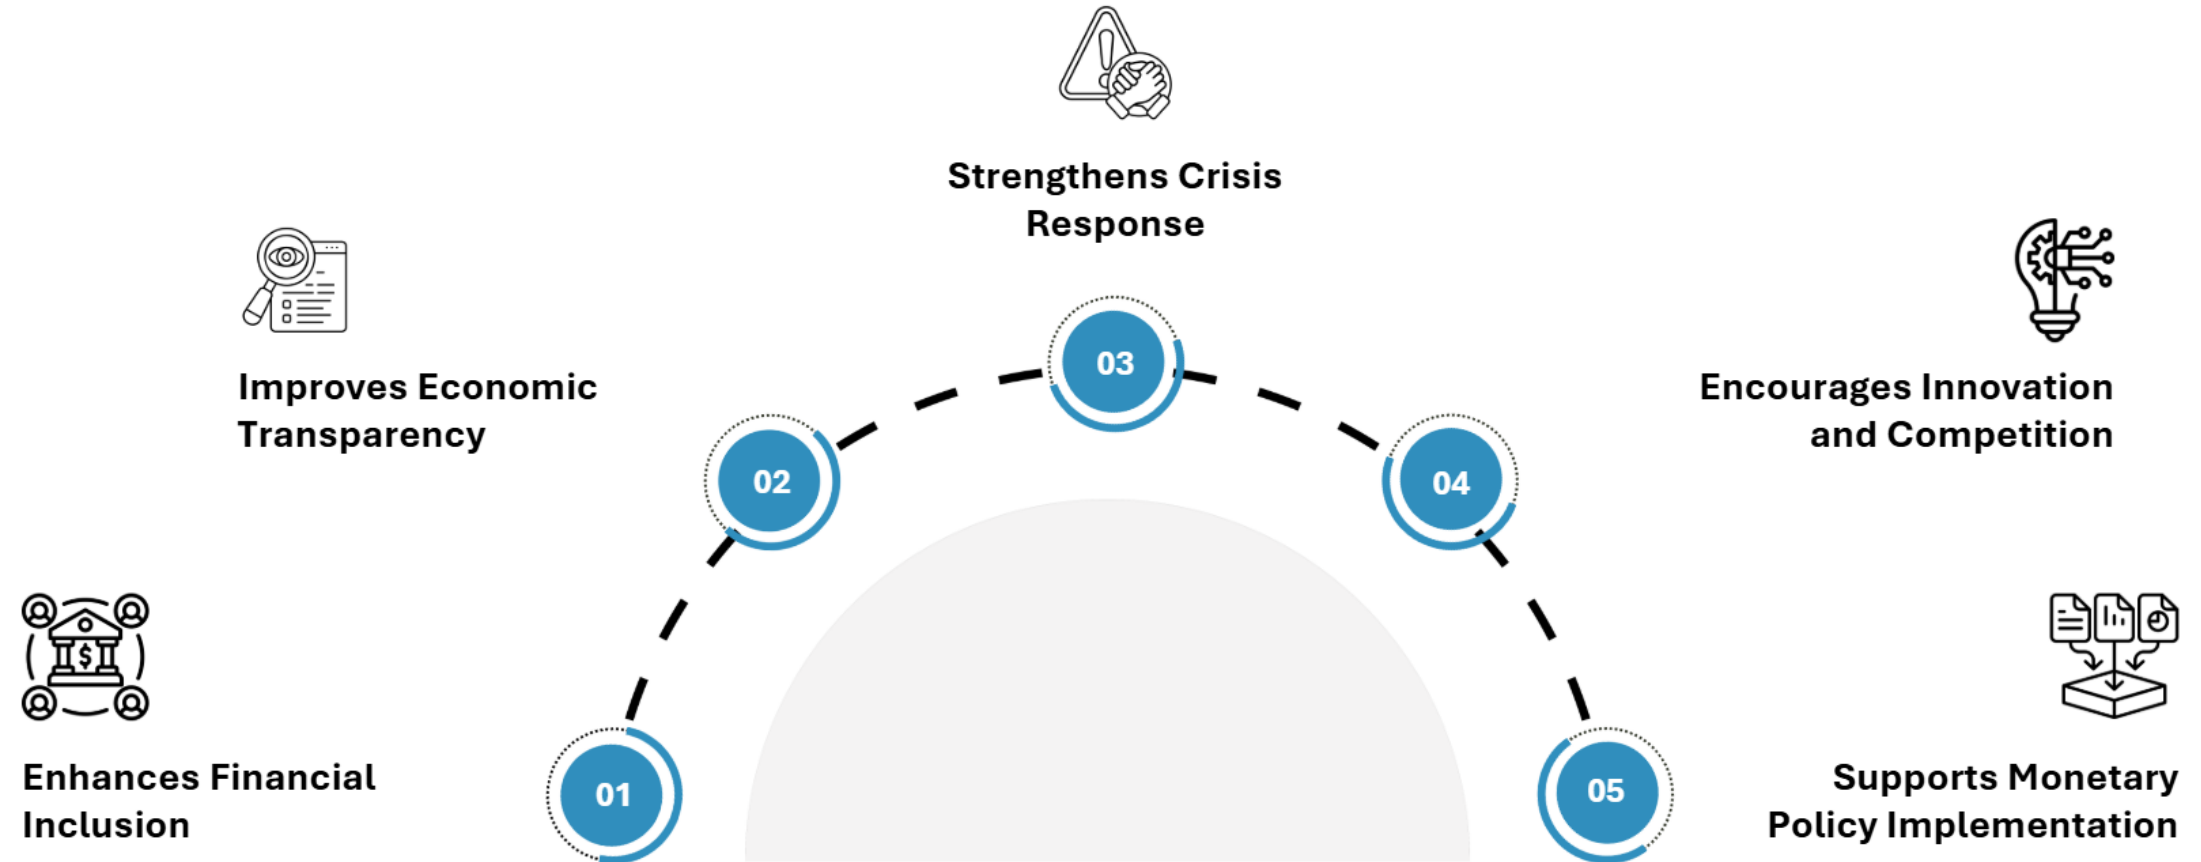 Enhances Financial
Inclusion
01
Improves Economic
Transparency
02
Strengthens Crisis
Response
03
Encourages Innovation
and Competition
04
Supports Monetary
Policy Implementation
05
$